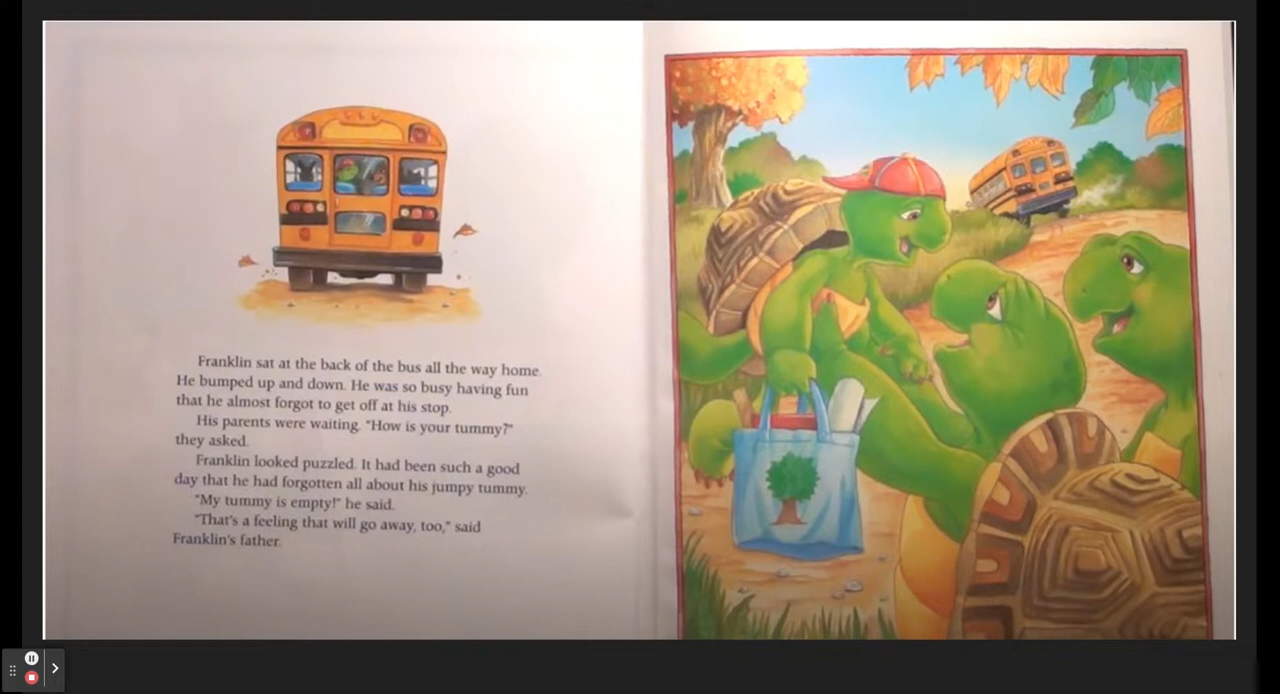 Franklin sat at the back of the bus all the way home.
He bumped up and down. He was so busy having fun
that he almost forgot to get off at his stop.
His parents were waiting. "How is your tummy?"
they asked.
Franklin looked puzzled. It had been such a good
day that he had forgotten all about his jumpy tummy.
"My tummy is empty!" he said.
"That's a feeling that will go away, too," said
Franklin's father.